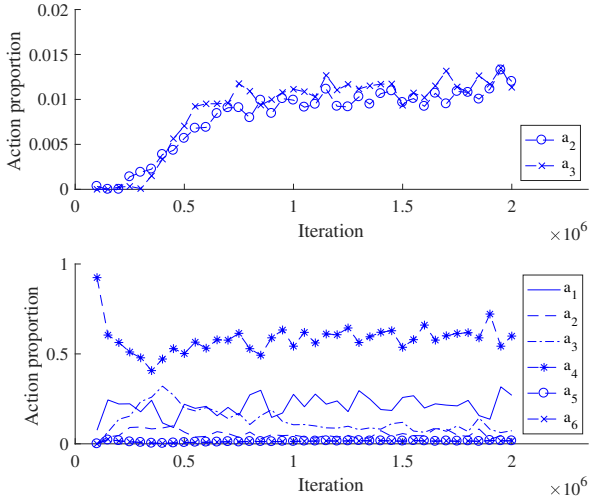 0.02
0.015
0.01
0.005
0
Action proportion
a2
a3
0 0.5 1 1.5 2
Iteration
×10^6
1
0.5
0
Action proportion
a1
a2
a3
a4
a5
a6
0 0.5 1 1.5 2
Iteration
×10^6